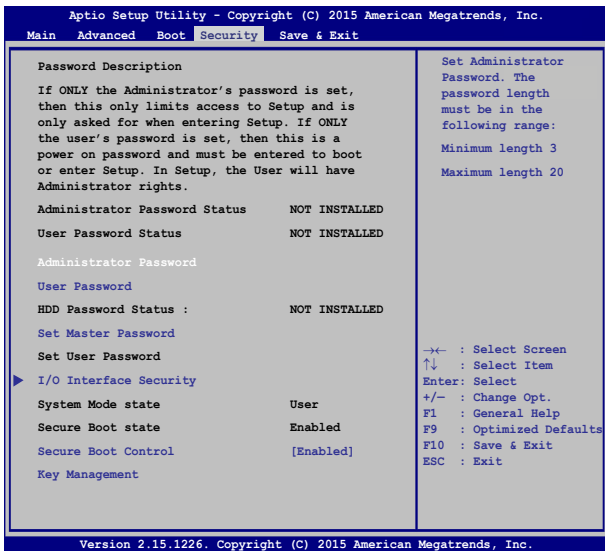 Aptio Setup Utility - Copyright (C) 2015 American Megatrends, Inc.
Main Advanced Boot Security Save & Exit
Password Description
If ONLY the Administrator's password is set,
then this only limits access to Setup and is
only asked for when entering Setup. If ONLY
the user's password is set, then this is a
power on password and must be entered to boot
or enter Setup. In Setup, the User will have
Administrator rights.
Administrator Password Status NOT INSTALLED
User Password Status NOT INSTALLED
Administrator Password
User Password
HDD Password Status : NOT INSTALLED
Set Master Password
Set User Password
I/O Interface Security
System Mode state User
Secure Boot state Enabled
Secure Boot Control [Enabled]
Key Management
Set Administrator
Password. The
password length
must be in the
following range:
Minimum length 3
Maximum length 20
→← : Select Screen
↑↓ : Select Item
Enter: Select
+/— : Change Opt.
F1 : General Help
F9 : Optimized Defaults
F10 : Save & Exit
ESC : Exit
Version 2.15.1226. Copyright (C) 2015 American Megatrends, Inc.